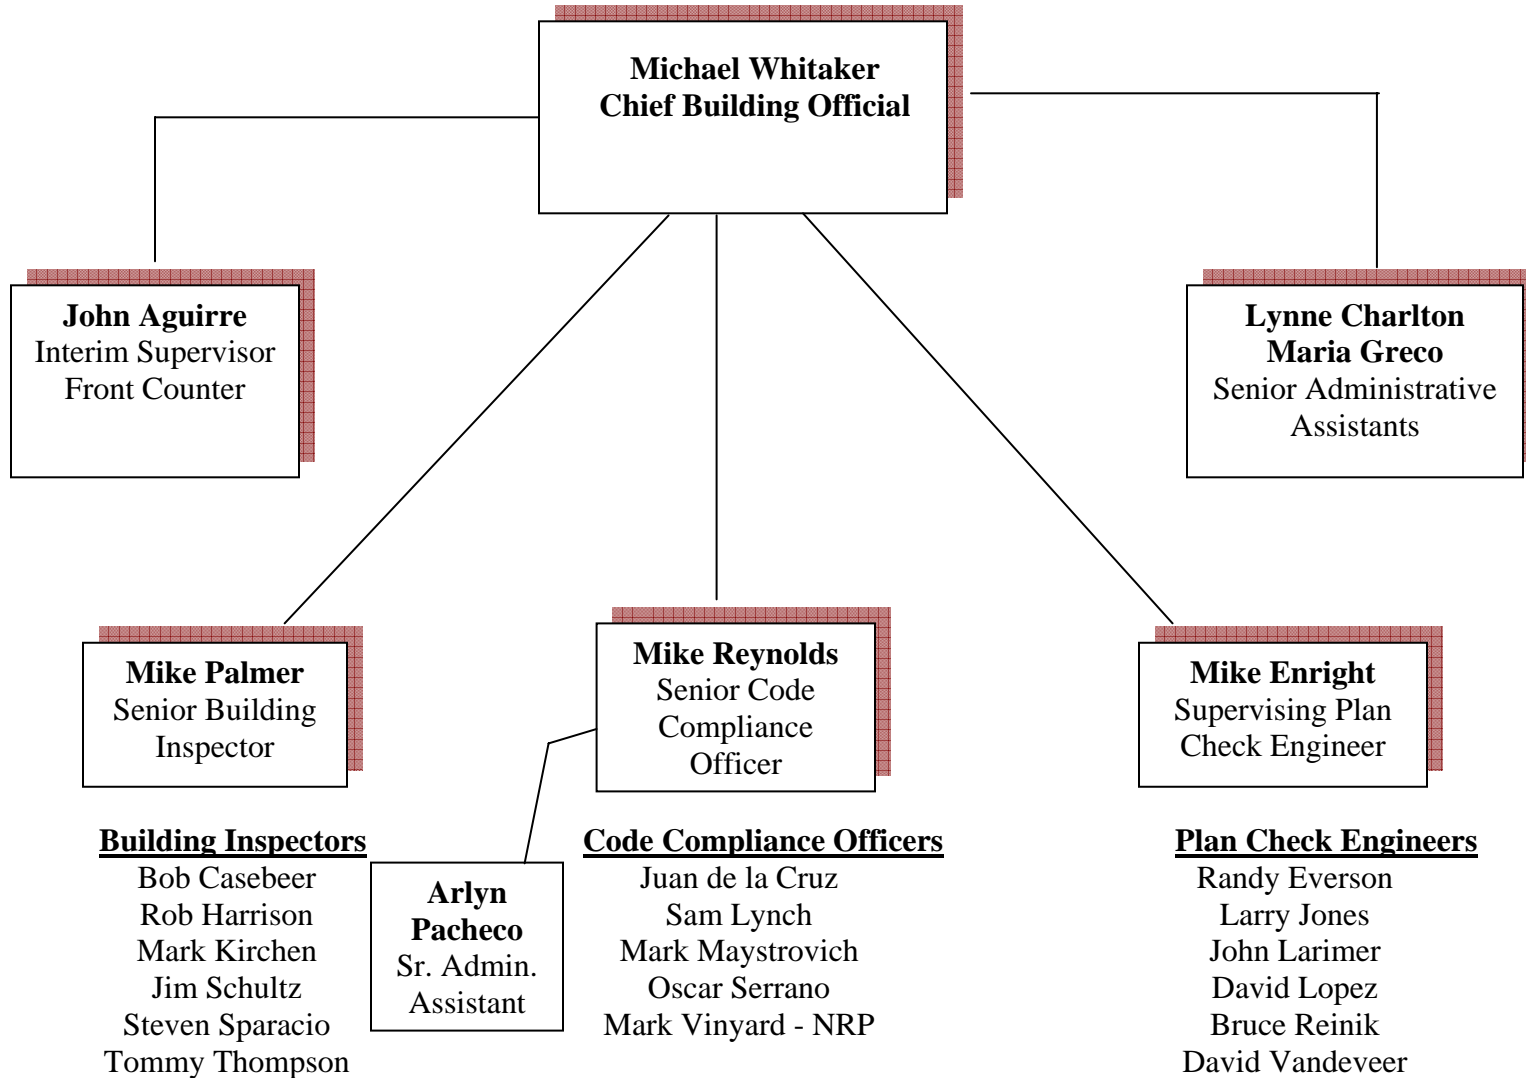 Michael Whitaker
Chief Building Official
John Aguirre
Interim Supervisor
Front Counter
Lynne Charlton
Maria Greco
Senior Administrative
Assistants
Mike Palmer
Senior Building
Inspector
Mike Reynolds
Senior Code
Compliance
Officer
Mike Enright
Supervising Plan
Check Engineer
Building Inspectors
Bob Casebeer
Rob Harrison
Mark Kirchen
Jim Schultz
Steven Sparacio
Tommy Thompson
Arlyn
Pacheco
Sr. Admin.
Assistant
Code Compliance Officers
Juan de la Cruz
Sam Lynch
Mark Maystrovich
Oscar Serrano
Mark Vinyard - NRP
Plan Check Engineers
Randy Everson
Larry Jones
John Larimer
David Lopez
Bruce Reinik
David Vandeveer